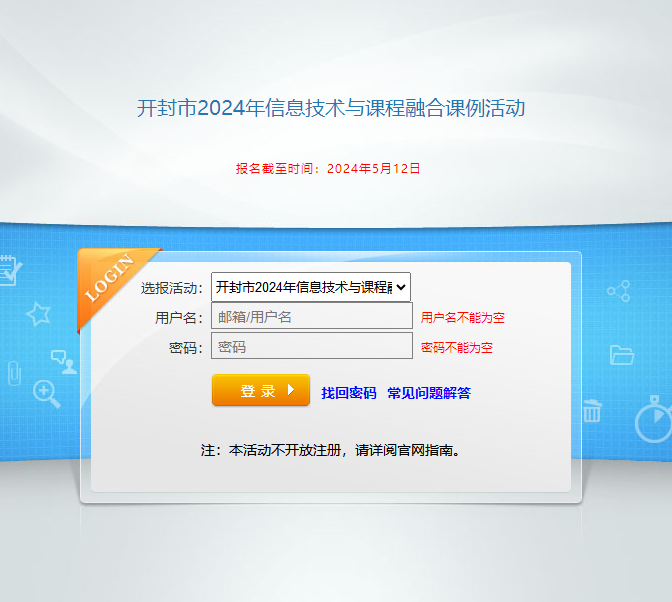 开封市2024年信息技术与课程融合课例活动
报名截至时间：2024年5月12日
LOGIN
选报活动： 开封市2024年信息技术与课程融
用户名： 邮箱/用户名 用户名不能为空
密码： 密码 密码不能为空
登 录 找回密码 常见问题解答
注：本活动不开放注册，请详阅官网指南。